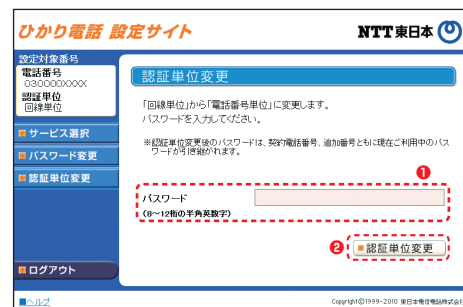 ひかり電話 設定サイト
NTT東日本
設定対象番号
電話番号
030000XXXX
認証単位
回線単位
サービス選択
パスワード変更
認証単位変更
ログアウト
認証単位変更
「回線単位」から「電話番号単位」に変更します。
パスワードを入力してください。
※認証単位変更後のパスワードは、契約電話番号、追加番号ともに現在ご利用中のパス
ワードが引き継がれます。
❶
パスワード
(8～12桁の半角英数字)
❷
認証単位変更
ヘルプ
Copyright©1999-2010 東日本電信電話株式会社